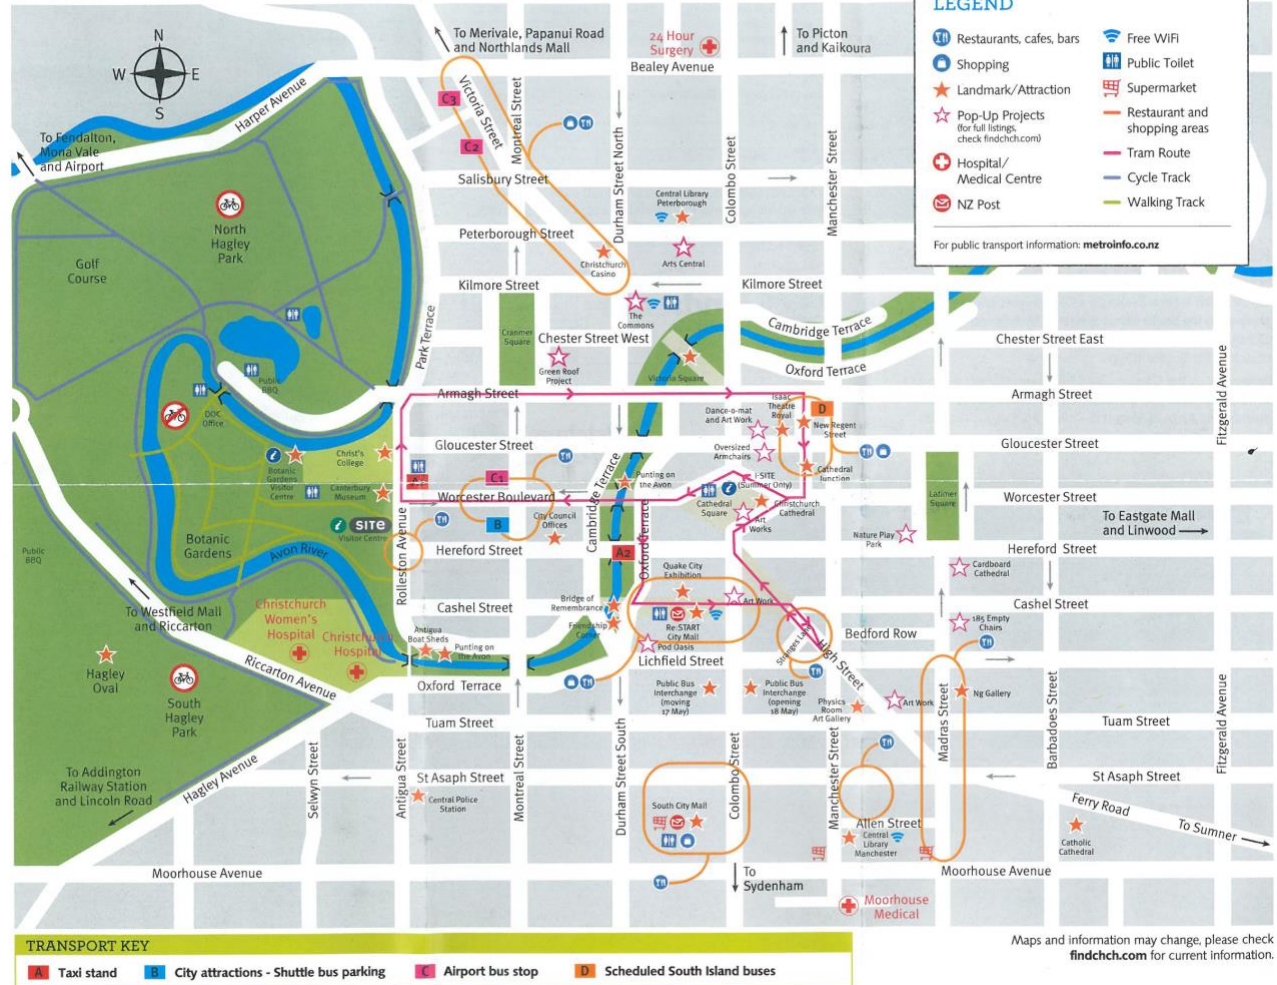 LEGEND
Restaurants, cafes, bars
Shopping
Landmark/Attraction
Pop-Up Projects
(for full listings,
check findchch.com)
Hospital/
Medical Centre
NZ Post
Free WiFi
Public Toilet
Supermarket
Restaurant and
shopping areas
Tram Route
Cycle Track
Walking Track
For public transport information: metroinfo.co.nz
N
W
E
S
To Merivale, Papanui Road
and Northlands Mall
24 Hour
Surgery
To Picton
and Kaikoura
Bealey Avenue
Harper Avenue
To Fendalton,
Mona Vale
and Airport
C3
C2
Victoria Street
Montreal Street
Durham Street North
Colombo Street
Manchester Street
Salisbury Street
Central Library
Peterborough
North
Hagley
Park
Golf
Course
Peterborough Street
Christchurch
Casino
Arts Central
Kilmore Street
Kilmore Street
Park Terrace
Cranmer
Square
The
Commons
Chester Street West
Cambridge Terrace
Oxford Terrace
Chester Street East
Green Roof
Project
Victoria Square
Public
BBQ
DOC
Office
Armagh Street
Armagh Street
Fitzgerald Avenue
Isaac
Theatre
Royal
D
New Regent
Street
Dance-o-mat
and Art Work
Oversized
Armchairs
Gloucester Street
Gloucester Street
Christ's
College
Botanic
Gardens
Visitor
Centre
Canterbury
Museum
C1
Worcester Boulevard
B
City Council
Offices
Punting on
the Avon
Cathedral
Junction
i-SITE
(Summer Only)
Cathedral
Square
Christchurch
Cathedral
Art
Works
Latimer
Square
Worcester Street
To Eastgate Mall
and Linwood
i SITE
Visitor Centre
Botanic
Gardens
Avon River
Public
BBQ
Rolleston Avenue
Hereford Street
Cambridge Terrace
Oxford Terrace
A2
Nature Play
Park
Hereford Street
Cardboard
Cathedral
Quake City
Exhibition
Cashel Street
Cashel Street
Bridge of
Remembrance
Friendship
Corner
Art Work
Re:START
City Mall
Pod Oasis
185 Empty
Chairs
Bedford Row
To Westfield Mall
and Riccarton
Christchurch
Women's
Hospital
Christchurch
Hospital
Antigua
Boat Sheds
Punting on
the Avon
Lichfield Street
High Street
Hagley
Oval
South
Hagley
Park
Riccarton Avenue
Oxford Terrace
Public Bus
Interchange
(moving
17 May)
Public Bus
Interchange
(opening
18 May)
Physics
Room
Art Gallery
Art Work
Ng Gallery
Tuam Street
Tuam Street
Madras Street
Barbadoes Street
Fitzgerald Avenue
To Addington
Railway Station
and Lincoln Road
Hagley Avenue
Selwyn Street
Antigua Street
Montreal Street
Durham Street South
Colombo Street
Manchester Street
St Asaph Street
St Asaph Street
Central Police
Station
South City Mall
Allen Street
Central
Library
Manchester
Ferry Road
To Sumner
Catholic
Cathedral
Moorhouse Avenue
Moorhouse Avenue
To
Sydenham
Moorhouse
Medical
Maps and information may change, please check
findchch.com for current information.
TRANSPORT KEY
A Taxi stand
B City attractions - Shuttle bus parking
C Airport bus stop
D Scheduled South Island buses